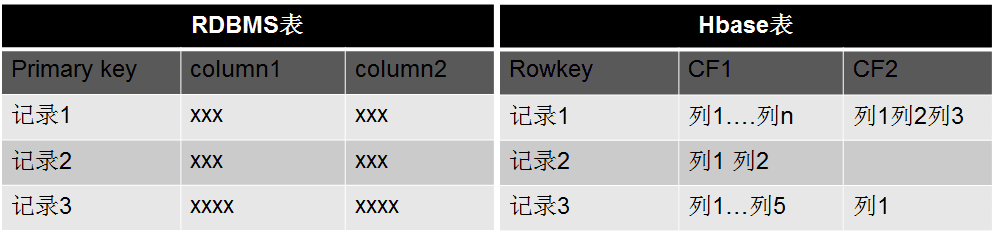 RDBMS表
Primary key column1 column2
记录1 xxx xxx
记录2 xxx xxx
记录3 xxxx xxxx
Hbase表
Rowkey CF1 CF2
记录1 列1….列n 列1列2列3
记录2 列1 列2
记录3 列1…列5 列1